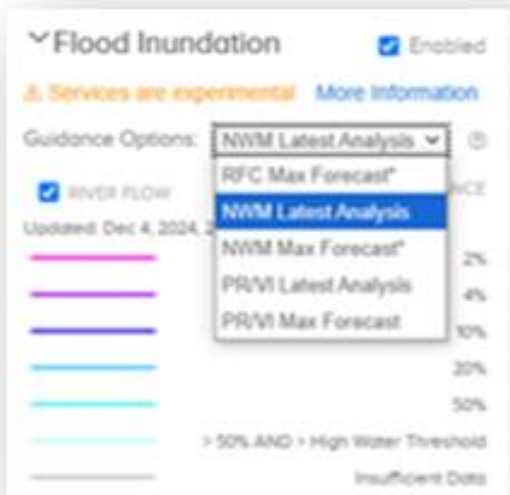 Flood Inundation Enabled
⚠ Services are experimental More Information
Guidance Options: NWM Latest Analysis
RFC Max Forecast*
RIVER FLOW
NWM Latest Analysis
Updated: Dec 4, 2024,
NWM Max Forecast*
2%
PR/VI Latest Analysis
4%
PR/VI Max Forecast
10%
20%
50%
> 50% AND > High Water Threshold
Insufficient Data